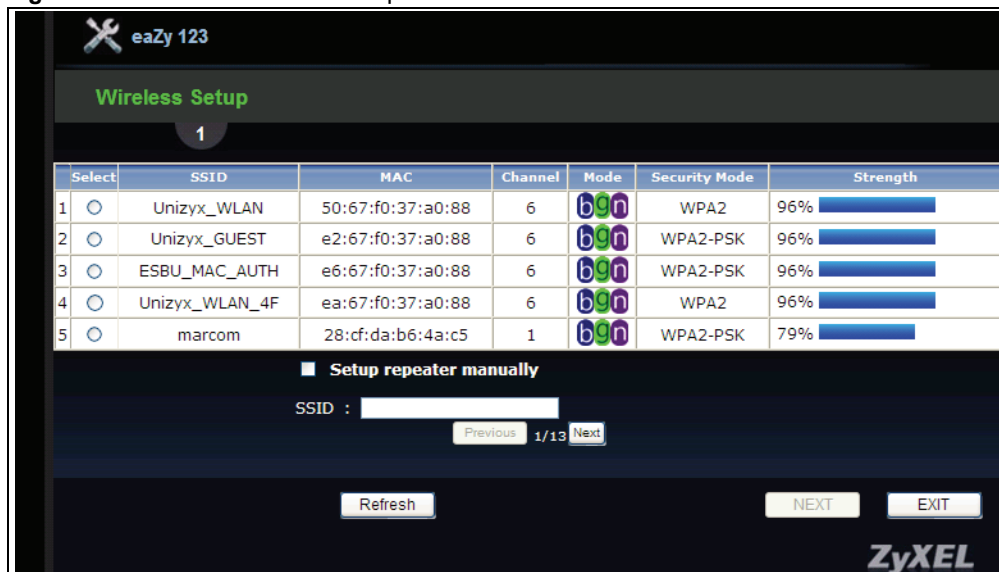 eaZy 123
Wireless Setup
1
Select SSID MAC Channel Mode Security Mode Strength
1 Unizyx_WLAN 50:67:f0:37:a0:88 6 bgn WPA2 96%
2 Unizyx_GUEST e2:67:f0:37:a0:88 6 bgn WPA2-PSK 96%
3 ESBU_MAC_AUTH e6:67:f0:37:a0:88 6 bgn WPA2-PSK 96%
4 Unizyx_WLAN_4F ea:67:f0:37:a0:88 6 bgn WPA2 96%
5 marcom 28:cf:da:b6:4a:c5 1 bgn WPA2-PSK 79%
Setup repeater manually
SSID :
Previous 1/13 Next
Refresh NEXT EXIT
ZyXEL